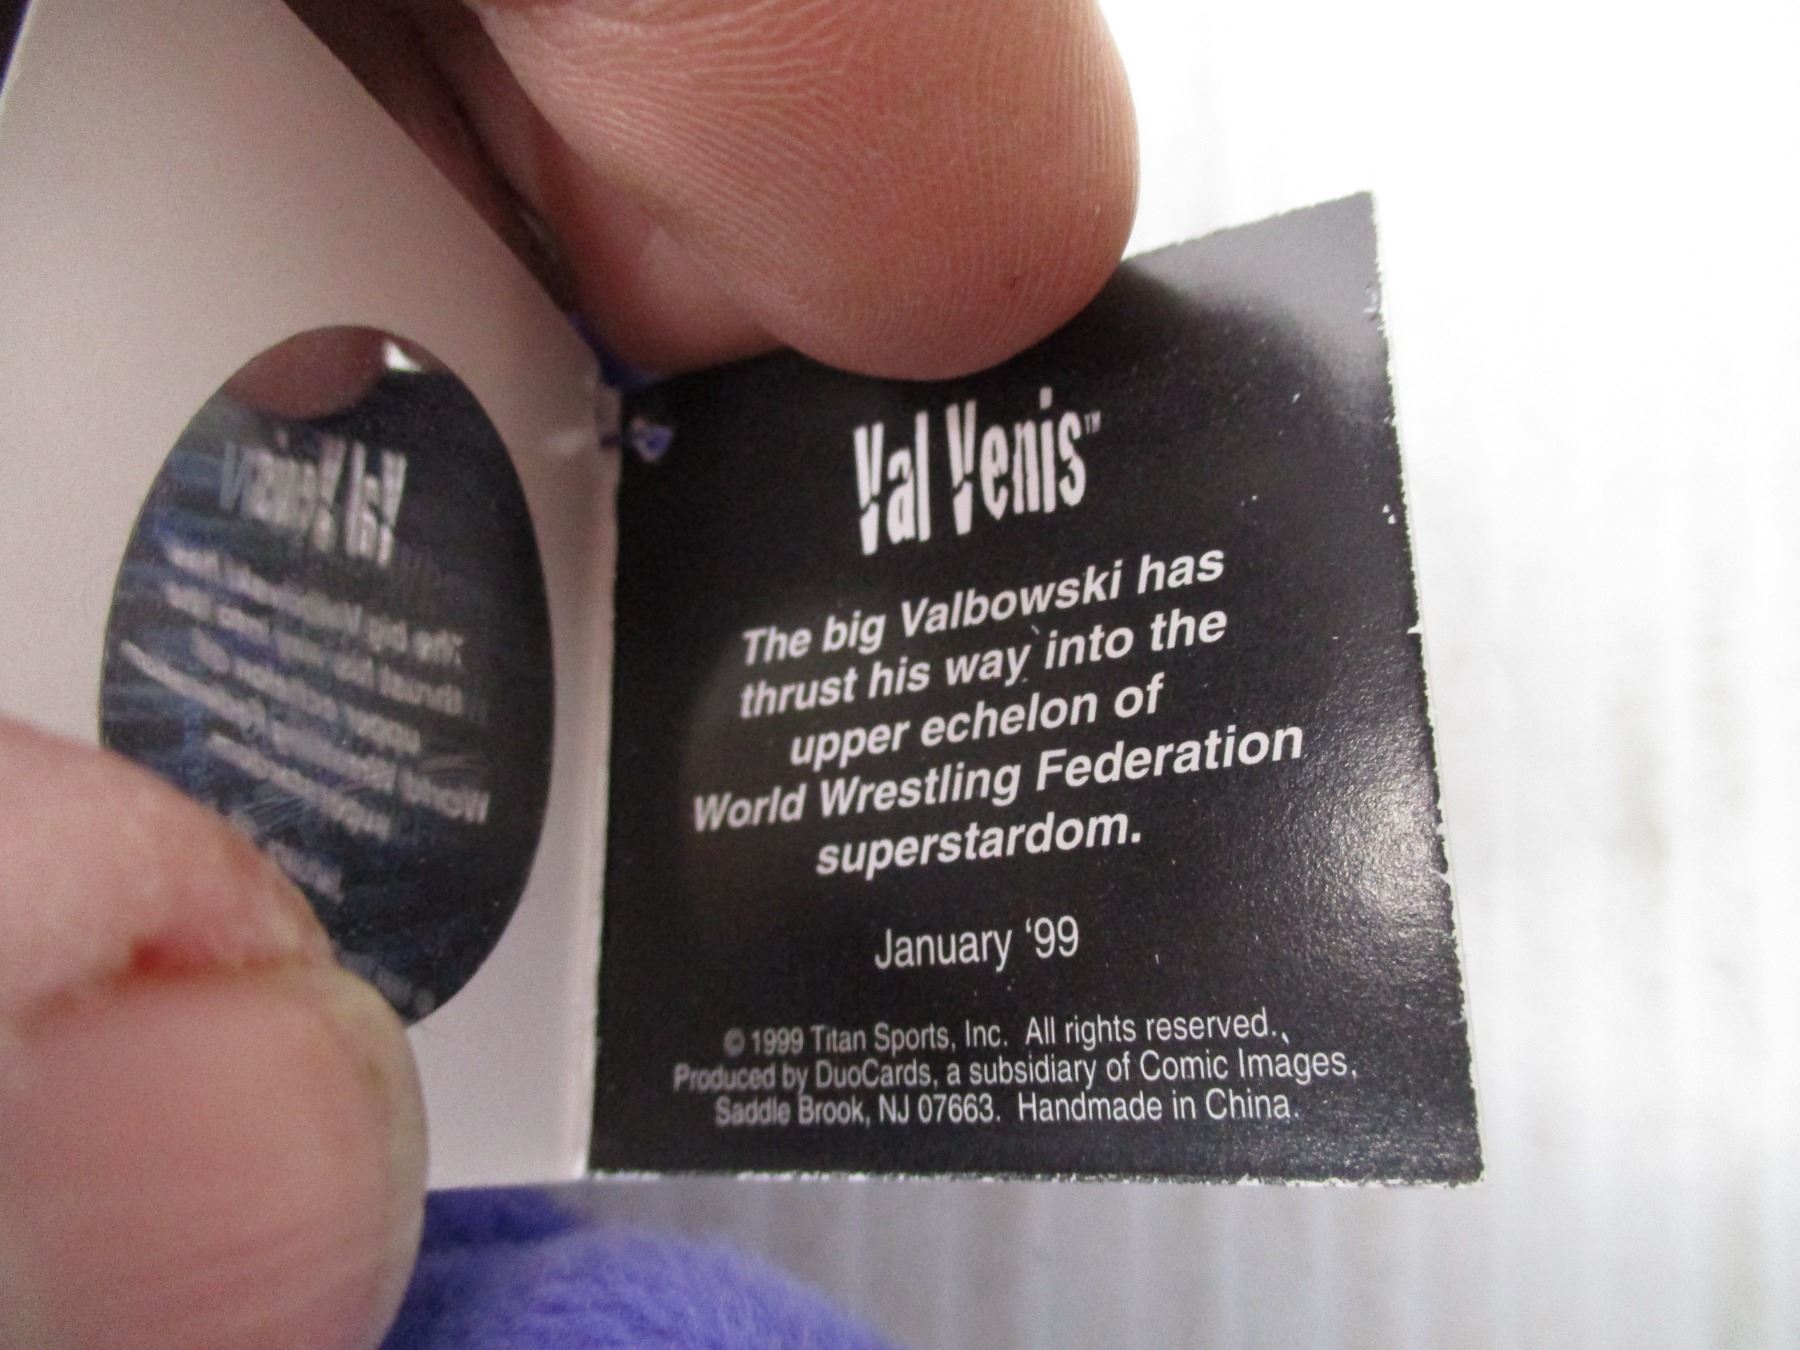 Val Venis™
The big Valbowski has
thrust his way into the
upper echelon of
World Wrestling Federation
superstardom.
January ‘99
© 1999 Titan Sports, Inc. All rights reserved.
Produced by DuoCards, a subsidiary of Comic Images,
Saddle Brook, NJ 07663. Handmade in China.